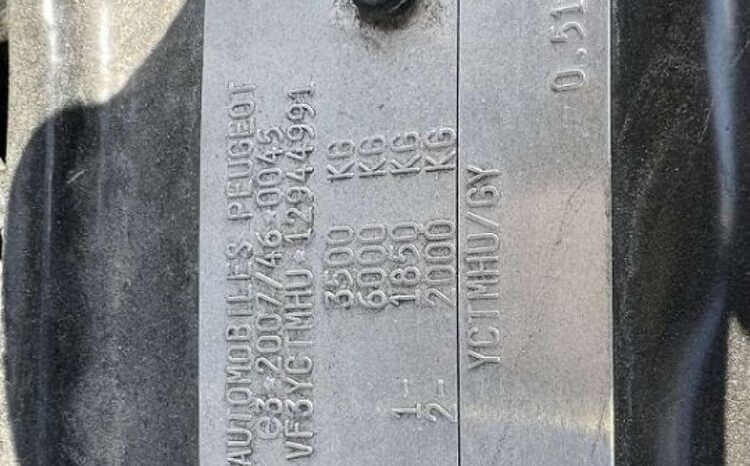 AUTOMOBILES PEUGEOT
e3*2007/46*0045
VF3YCTMHU*12944991
3500 KG
6000 KG
1- 1850 KG
2- 2000 KG
YCTMHU/GY
0.51